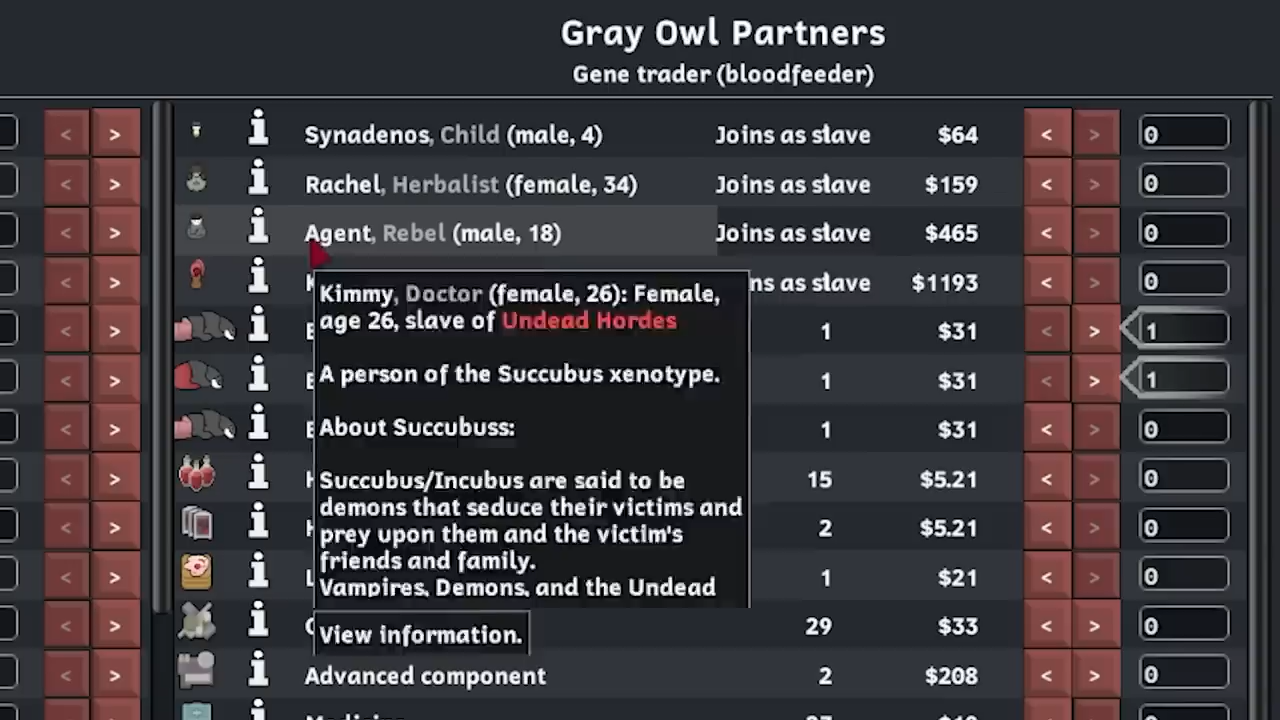 Gray Owl Partners
Gene trader (bloodfeeder)
< > Synadenos, Child (male, 4) Joins as slave $64 < > 0
< > Rachel, Herbalist (female, 34) Joins as slave $159 < > 0
< > Agent, Rebel (male, 18) Joins as slave $465 < > 0
< > ns as slave $1193 < > 0
Kimmy, Doctor (female, 26): Female,
age 26, slave of Undead Hordes
< > 1 $31 < > 1
A person of the Succubus xenotype.
< > 1 $31 < > 1
About Succubuss:
< > 1 $31 < > 0
Succubus/Incubus are said to be
< > 15 $5.21 < > 0
demons that seduce their victims and
prey upon them and the victim's
< > 2 $5.21 < > 0
friends and family.
Vampires, Demons, and the Undead
< > 1 $21 < > 0
View information.
< > 29 $33 < > 0
< > Advanced component 2 $208 < > 0